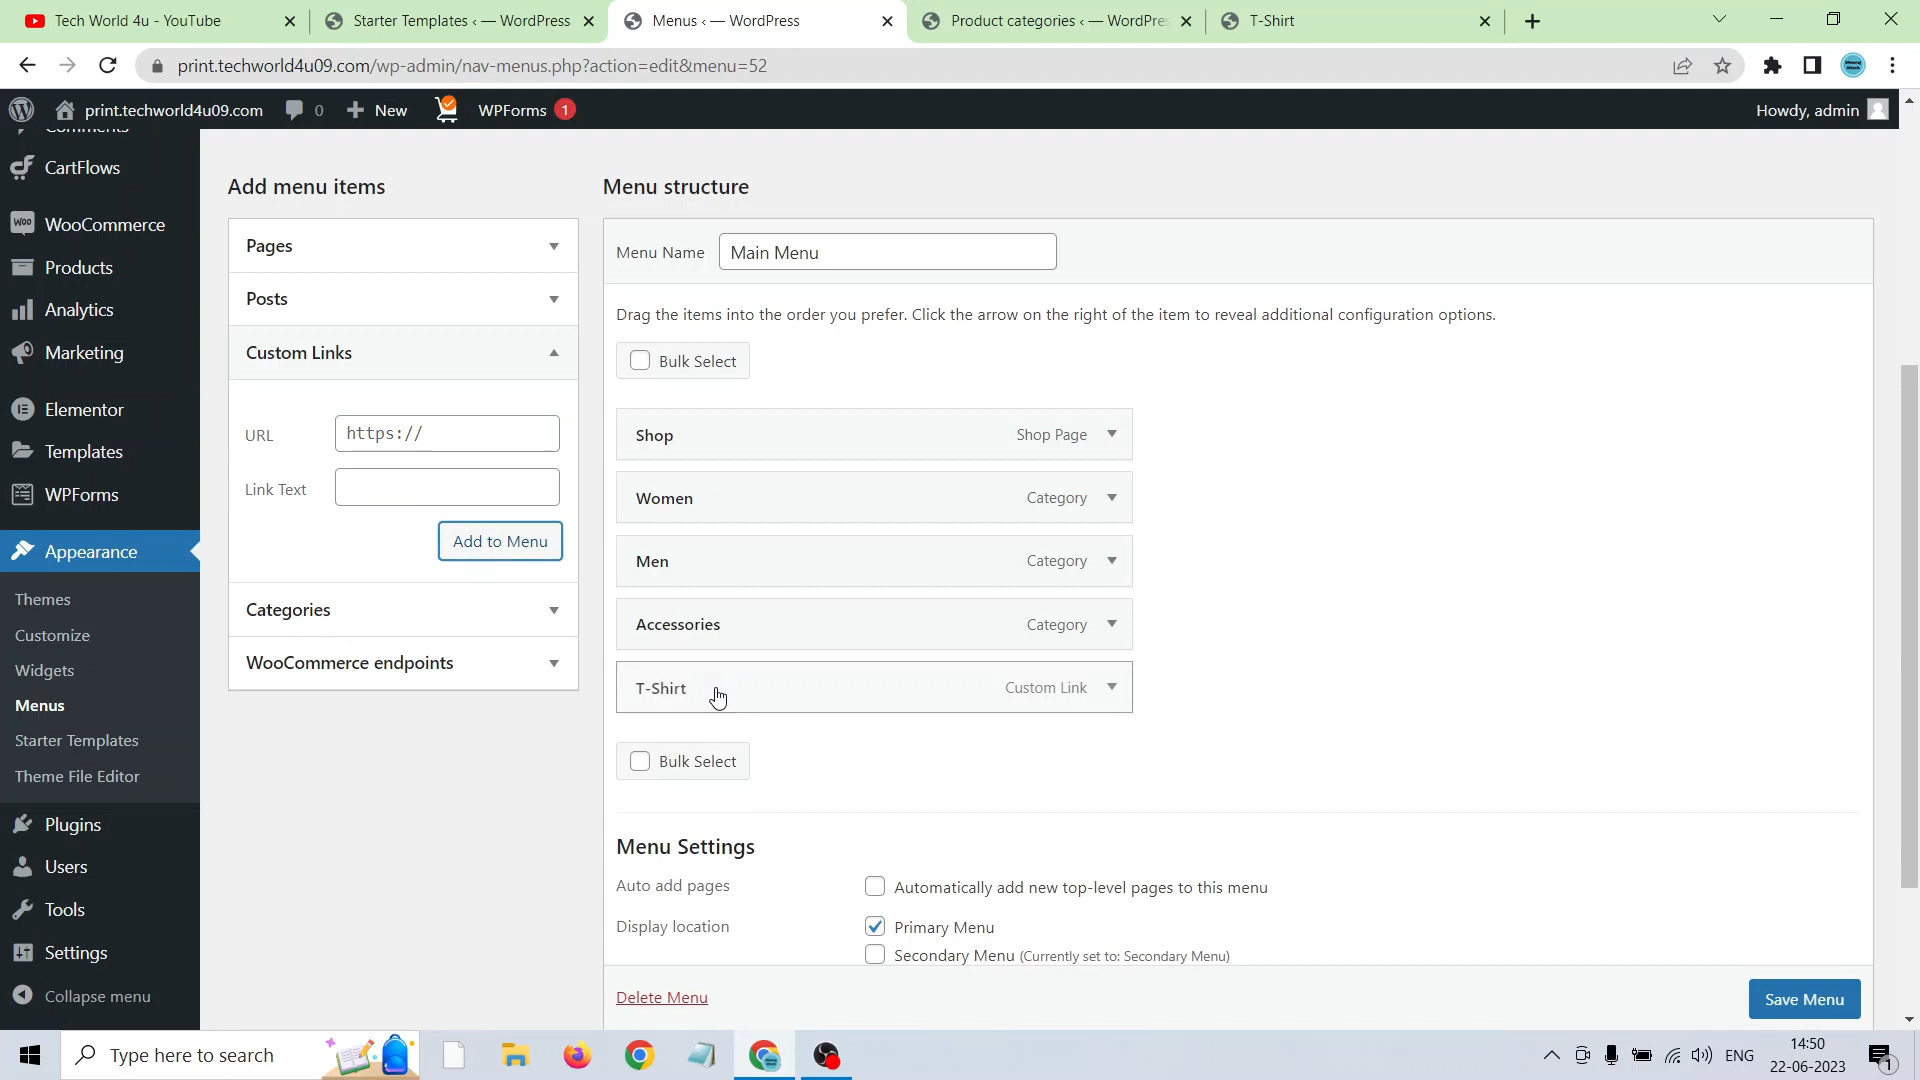 Tech World 4u - YouTube
Starter Templates ‹ — WordPress
Menus ‹ — WordPress
Product categories ‹ — WordPres
T-Shirt
print.techworld4u09.com/wp-admin/nav-menus.php?action=edit&menu=52
print.techworld4u09.com
0
New
WPForms 1
Howdy, admin
Comments
CartFlows
WooCommerce
Products
Analytics
Marketing
Elementor
Templates
WPForms
Appearance
Themes
Customize
Widgets
Menus
Starter Templates
Theme File Editor
Plugins
Users
Tools
Settings
Collapse menu
Add menu items
Pages
Posts
Custom Links
URL
https://
Link Text
Add to Menu
Categories
WooCommerce endpoints
Menu structure
Menu Name
Main Menu
Drag the items into the order you prefer. Click the arrow on the right of the item to reveal additional configuration options.
Bulk Select
Shop
Shop Page
Women
Category
Men
Category
Accessories
Category
T-Shirt
Custom Link
Bulk Select
Menu Settings
Auto add pages
Automatically add new top-level pages to this menu
Display location
Primary Menu
Secondary Menu (Currently set to: Secondary Menu)
Delete Menu
Save Menu
Type here to search
ENG
14:50
22-06-2023
1